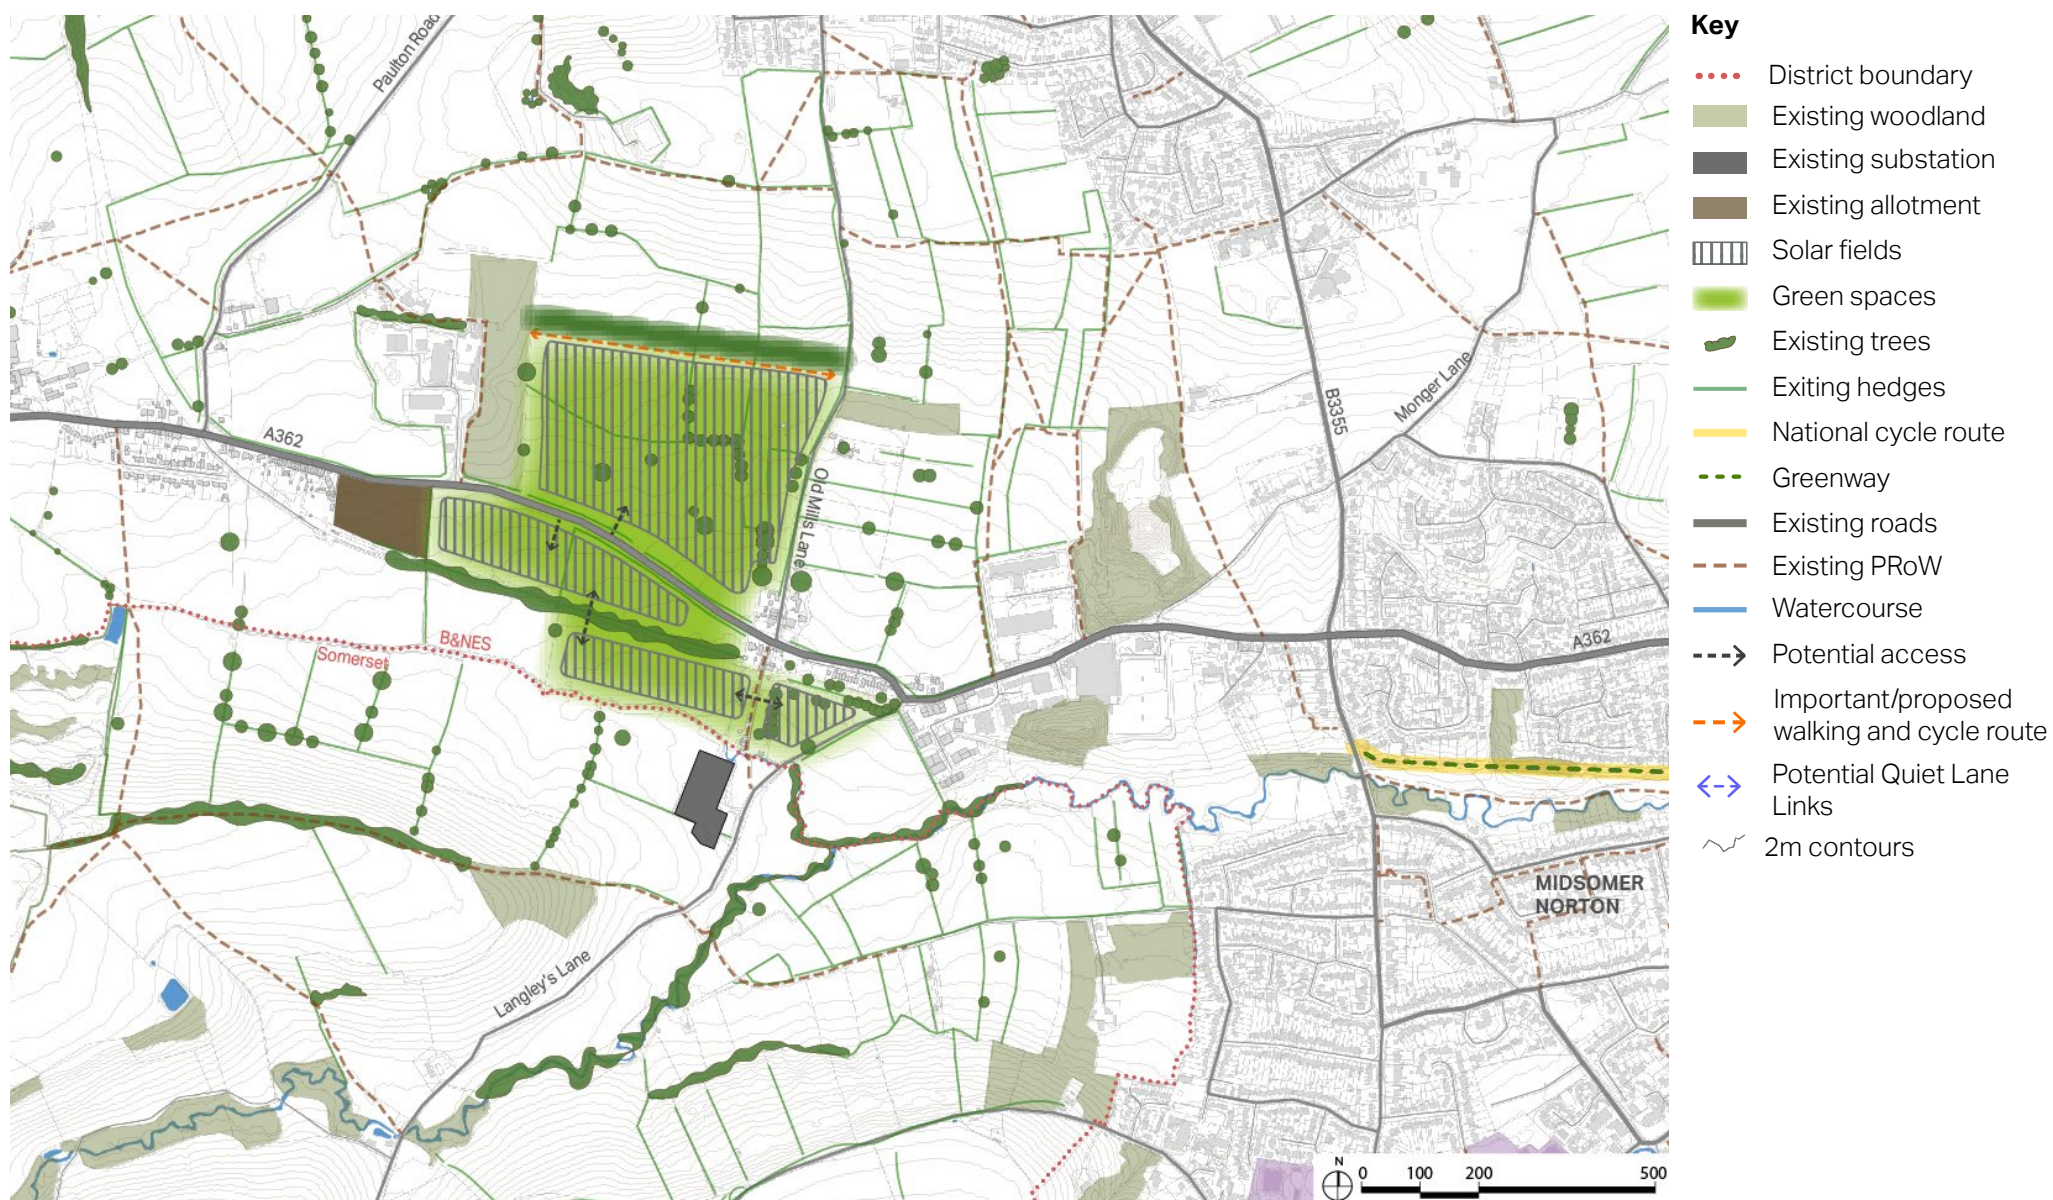 Key
District boundary
Existing woodland
Existing substation
Existing allotment
Solar fields
Green spaces
Existing trees
Exiting hedges
National cycle route
Greenway
Existing roads
Existing PRoW
Watercourse
Potential access
Important/proposed
walking and cycle route
Potential Quiet Lane
Links
2m contours
Paulton Road
A362
Old Mills Lane
B3355
Monger Lane
A362
B&NES
Somerset
Langley's Lane
MIDSOMER
NORTON
N
0 100 200 500